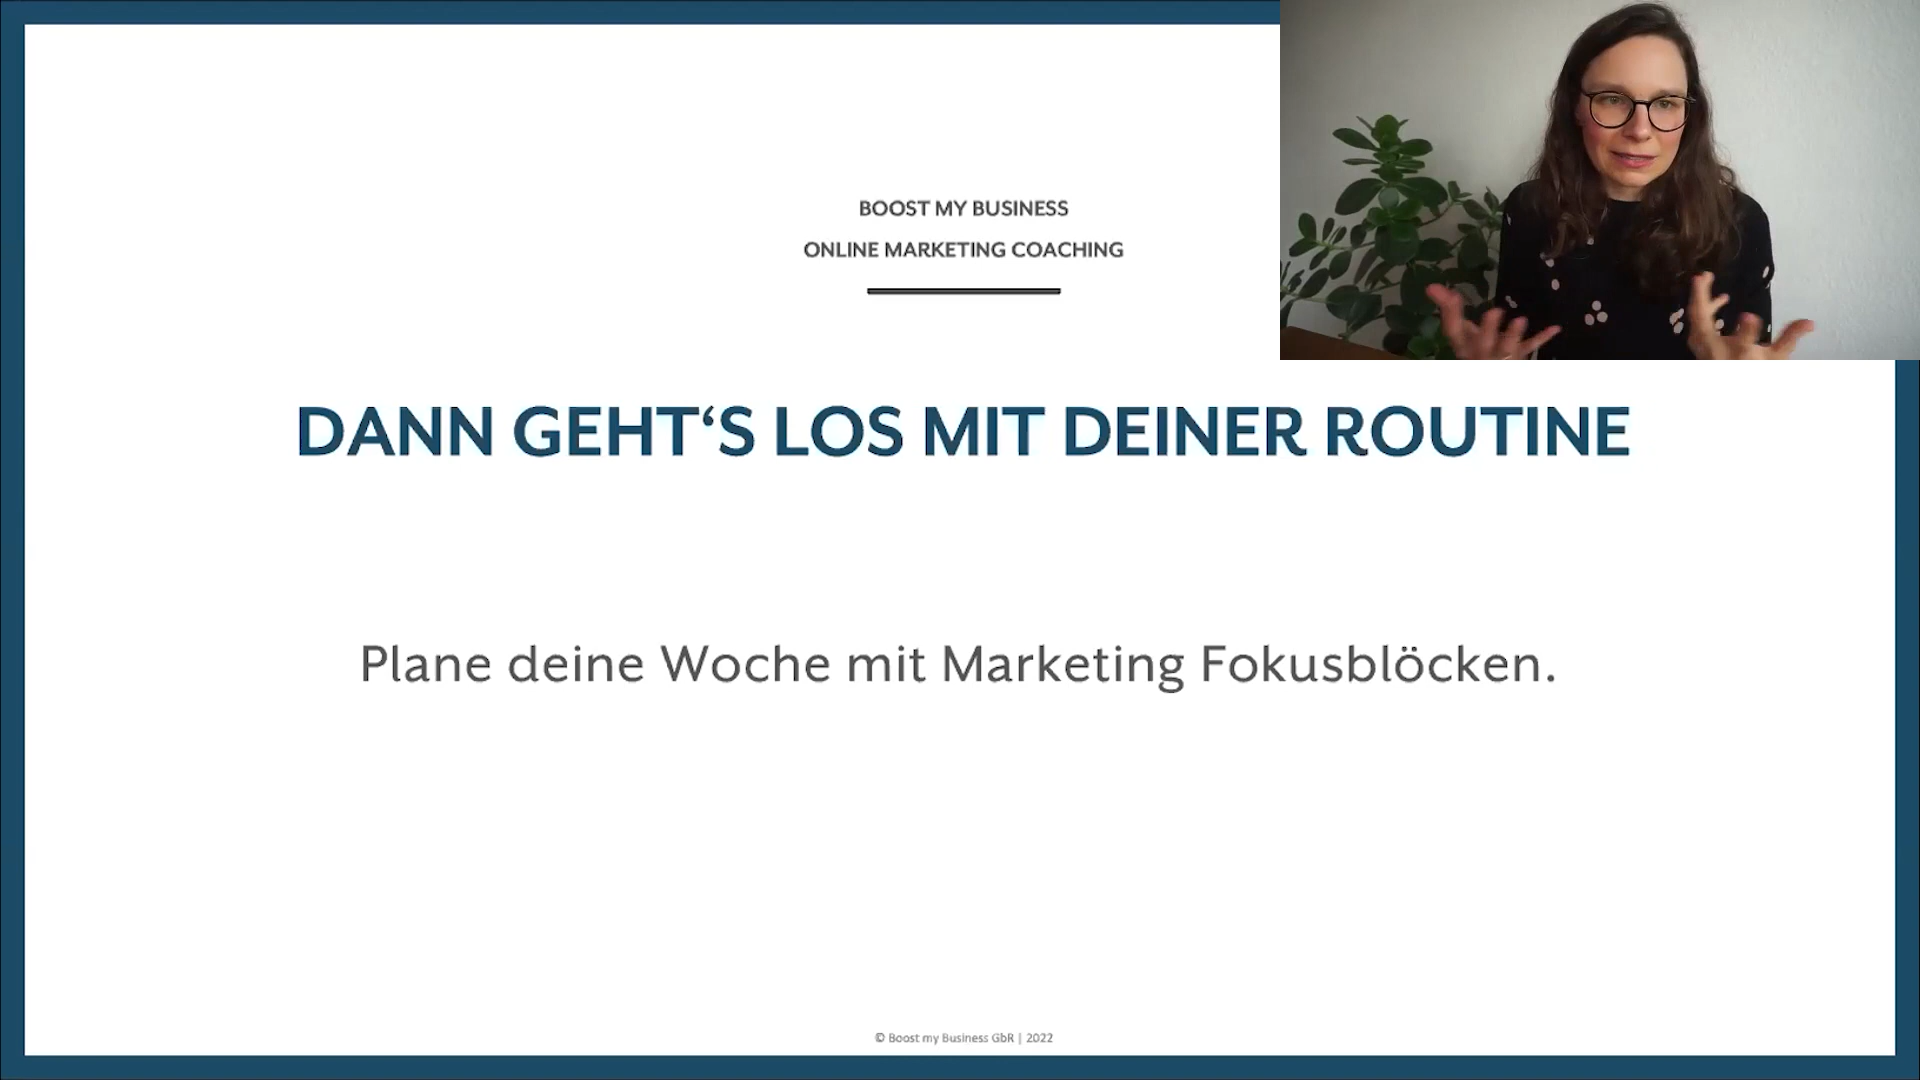 BOOST MY BUSINESS
ONLINE MARKETING COACHING
DANN GEHT‘S LOS MIT DEINER ROUTINE
Plane deine Woche mit Marketing Fokusblöcken.
© Boost my Business GbR | 2022